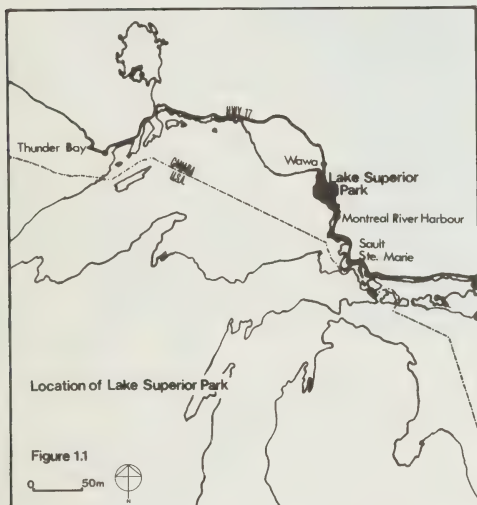 HWY 17
Thunder Bay
CANADA
U.S.A.
Wawa
Lake Superior
Park
Montreal River Harbour
Sault
Ste. Marie
Location of Lake Superior Park
Figure 1.1
0 50m
N